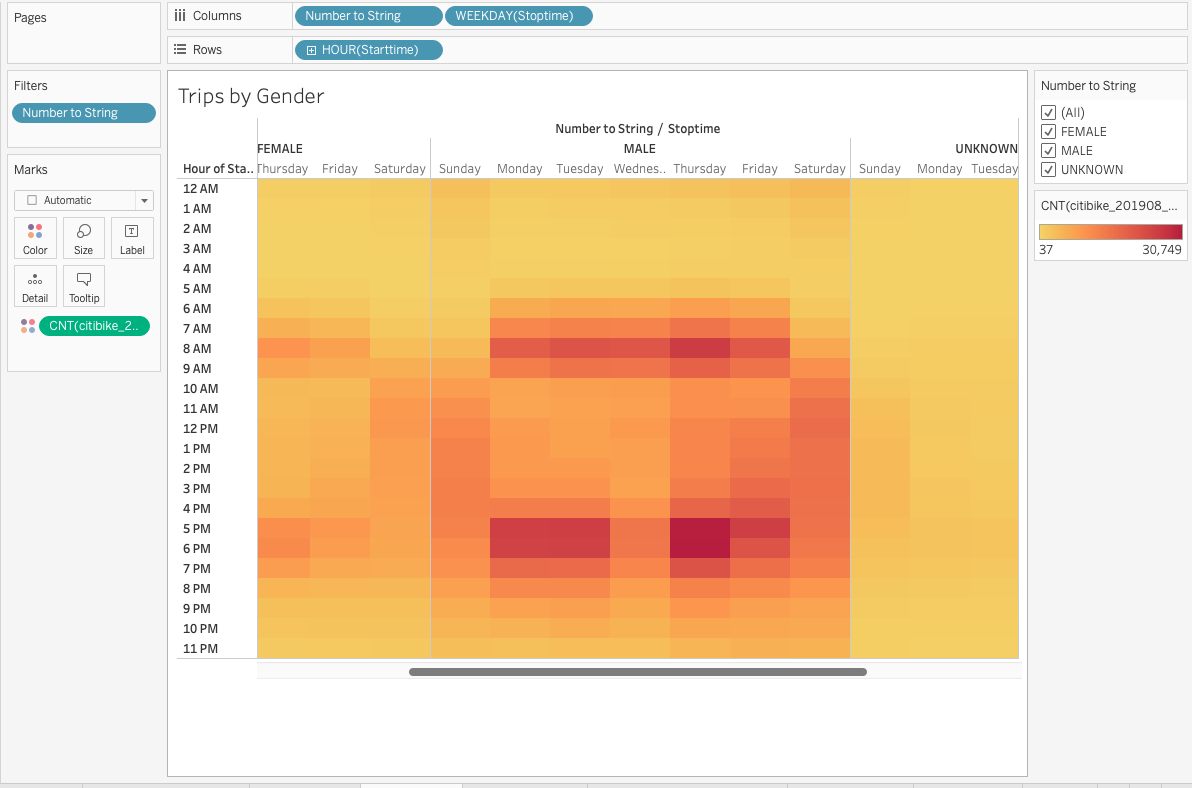 Pages
Columns
Number to String
WEEKDAY(Stoptime)
Rows
HOUR(Starttime)
Filters
Number to String
Marks
Automatic
Color
Size
Label
Detail
Tooltip
CNT(citibike_2..
Trips by Gender
Number to String / Stoptime
FEMALE
MALE
UNKNOWN
Hour of Sta..
Thursday
Friday
Saturday
Sunday
Monday
Tuesday
Wednes..
Thursday
Friday
Saturday
Sunday
Monday
Tuesday
12 AM
1 AM
2 AM
3 AM
4 AM
5 AM
6 AM
7 AM
8 AM
9 AM
10 AM
11 AM
12 PM
1 PM
2 PM
3 PM
4 PM
5 PM
6 PM
7 PM
8 PM
9 PM
10 PM
11 PM
Number to String
(All)
FEMALE
MALE
UNKNOWN
CNT(citibike_201908_...
37
30,749